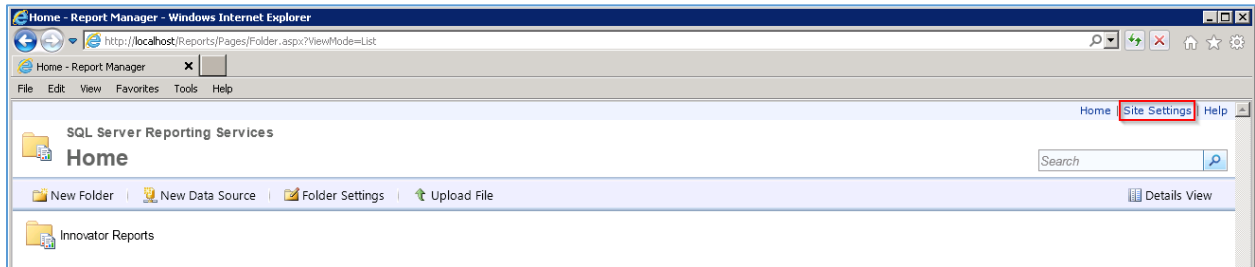 Home - Report Manager - Windows Internet Explorer
http://localhost/Reports/Pages/Folder.aspx?ViewMode=List
Home - Report Manager
File Edit View Favorites Tools Help
Home | Site Settings | Help
SQL Server Reporting Services
Home
Search
New Folder New Data Source Folder Settings Upload File Details View
Innovator Reports